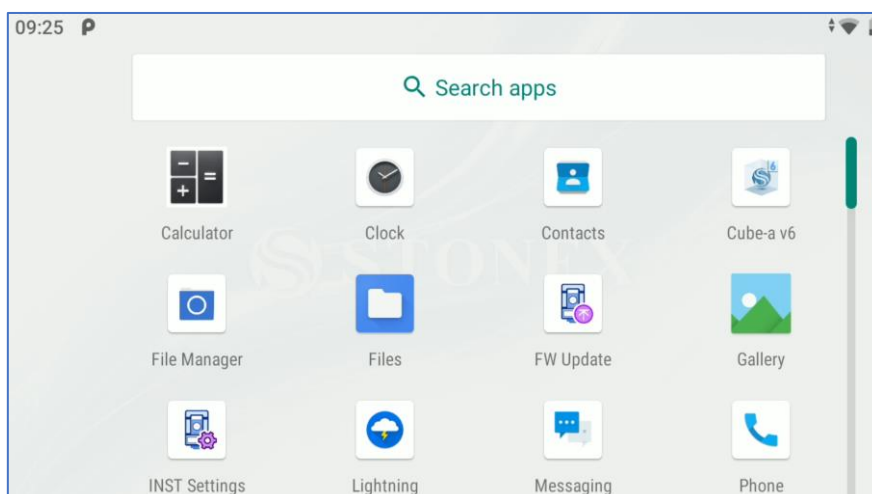 09:25
Search apps
Calculator Clock Contacts Cube-a v6
STONEX
File Manager Files FW Update Gallery
INST Settings Lightning Messaging Phone